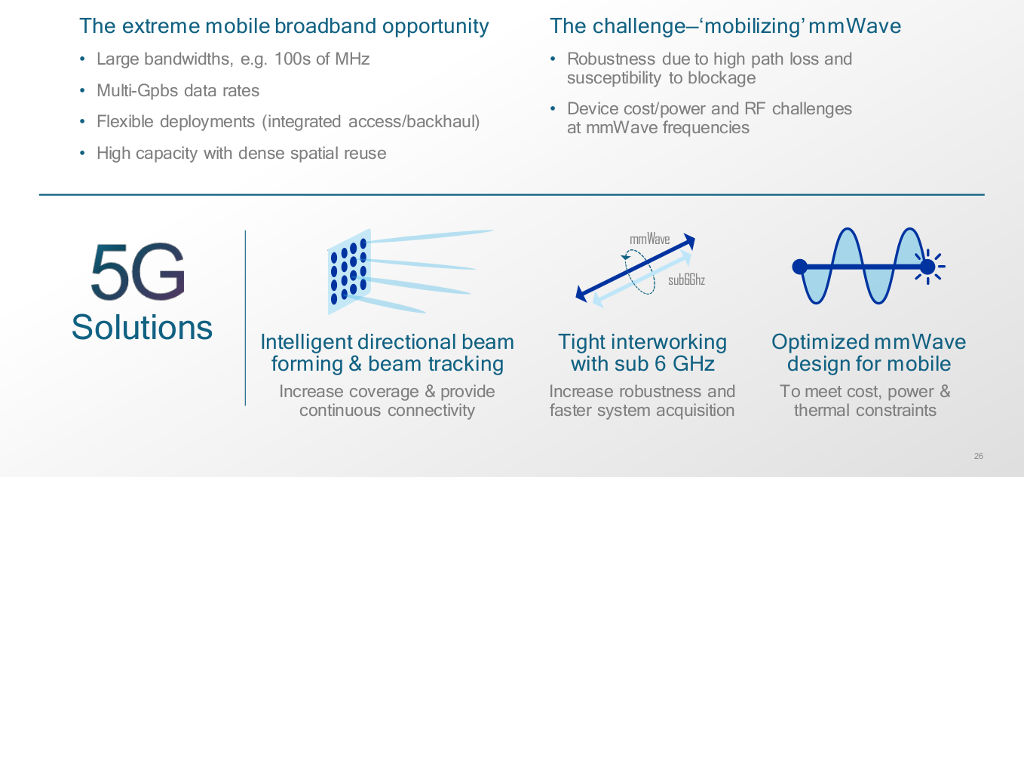 The extreme mobile broadband opportunity
• Large bandwidths, e.g. 100s of MHz
• Multi-Gpbs data rates
• Flexible deployments (integrated access/backhaul)
• High capacity with dense spatial reuse
The challenge—‘mobilizing’ mmWave
• Robustness due to high path loss and
susceptibility to blockage
• Device cost/power and RF challenges
at mmWave frequencies
5G
Solutions
Intelligent directional beam
forming & beam tracking
Increase coverage & provide
continuous connectivity
mmWave
sub6Ghz
Tight interworking
with sub 6 GHz
Increase robustness and
faster system acquisition
Optimized mmWave
design for mobile
To meet cost, power &
thermal constraints
26